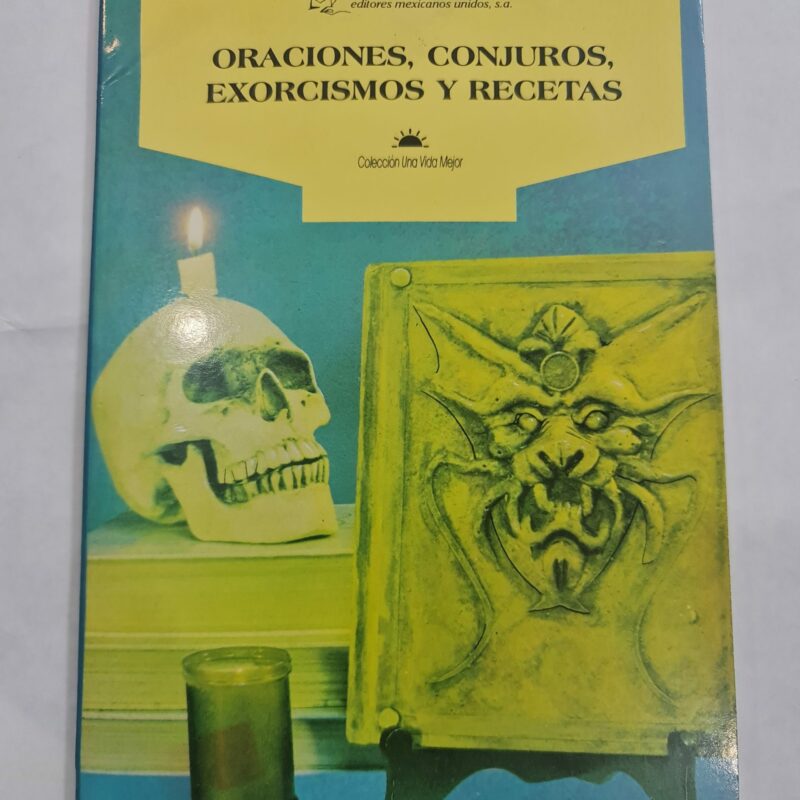 editores mexicanos unidos, s.a.
ORACIONES, CONJUROS,
EXORCISMOS Y RECETAS
Colección Una Vida Mejor